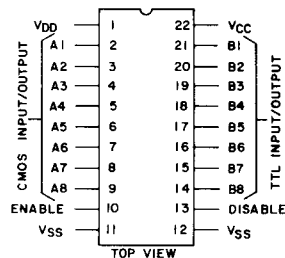 VDD 1 22 VCC
A1 2 21 B1
A2 3 20 B2
A3 4 19 B3
A4 5 18 B4
A5 6 17 B5
A6 7 16 B6
A7 8 15 B7
A8 9 14 B8
ENABLE 10 13 DISABLE
VSS 11 12 VSS
TOP VIEW
CMOS INPUT/OUTPUT
TTL INPUT/OUTPUT